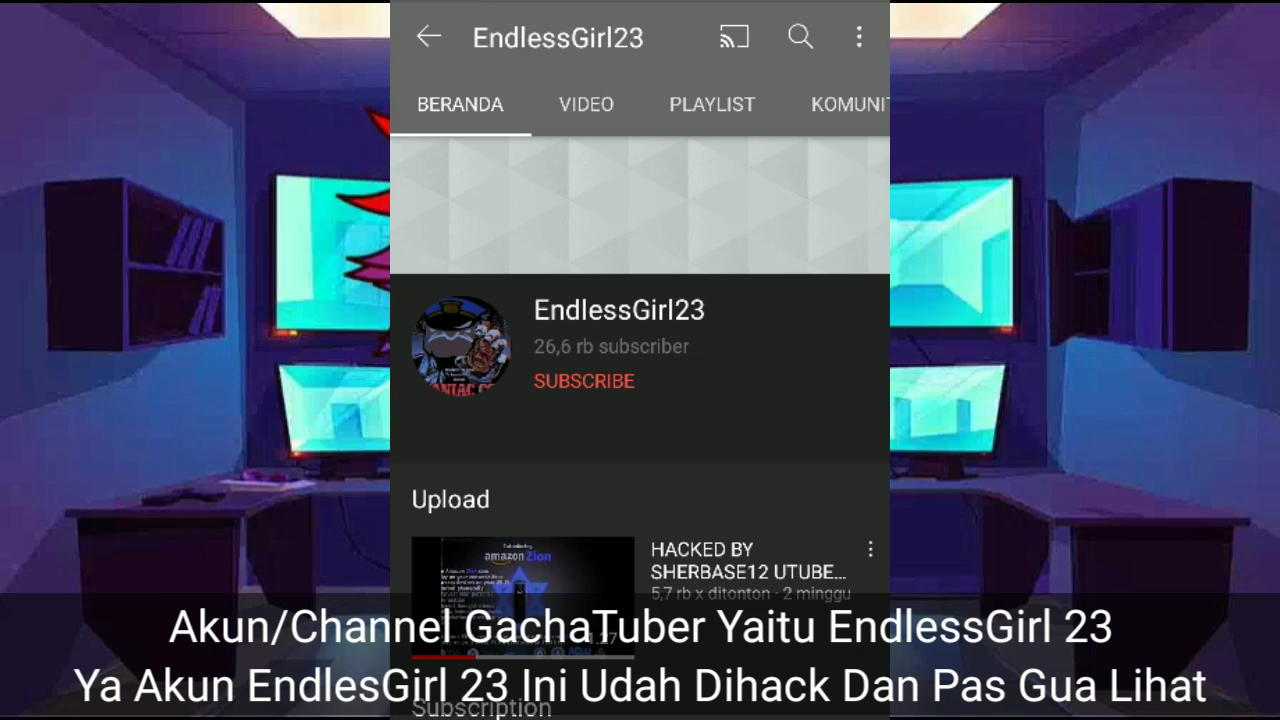 EndlessGirl23
BERANDA VIDEO PLAYLIST KOMUNI
EndlessGirl23
26,6 rb subscriber
SUBSCRIBE
Upload
amazon Zion
HACKED BY
SHERBASE12 UTUBE...
5,7 rb x ditonton · 2 minggu
Akun/Channel GachaTuber Yaitu EndlessGirl 23
Ya Akun EndlesGirl 23 Ini Udah Dihack Dan Pas Gua Lihat
Subscription